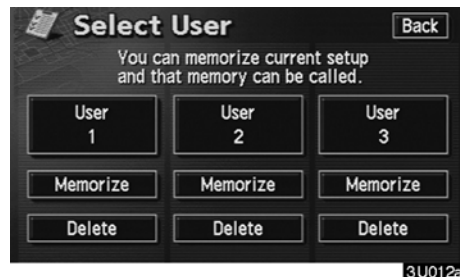 Select User
Back
You can memorize current setup
and that memory can be called.
User User User
1 2 3
Memorize Memorize Memorize
Delete Delete Delete
3U012a